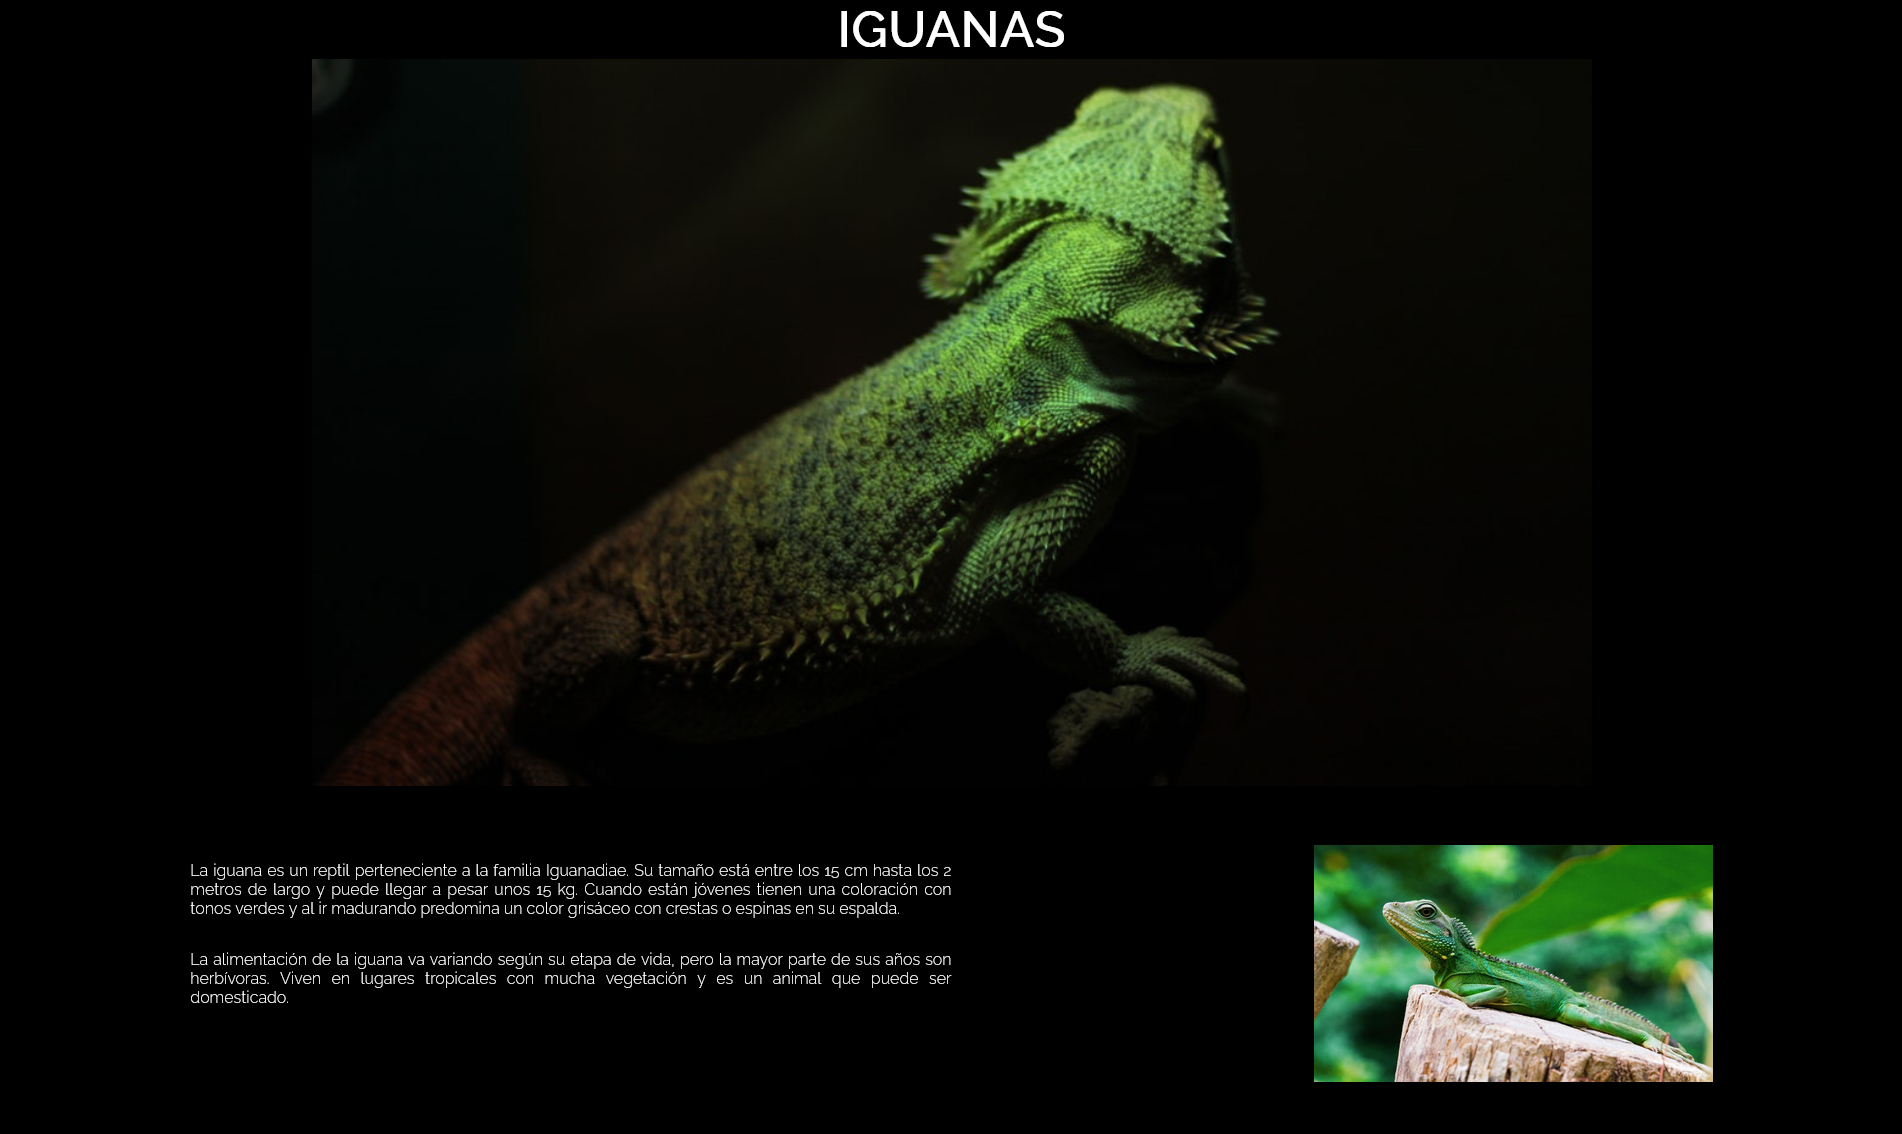 IGUANAS
La iguana es un reptil perteneciente a la familia Iguanadiae. Su tamaño está entre los 15 cm hasta los 2
metros de largo y puede llegar a pesar unos 15 kg. Cuando están jóvenes tienen una coloración con
tonos verdes y al ir madurando predomina un color grisáceo con crestas o espinas en su espalda.
La alimentación de la iguana va variando según su etapa de vida, pero la mayor parte de sus años son
herbívoras. Viven en lugares tropicales con mucha vegetación y es un animal que puede ser
domesticado.